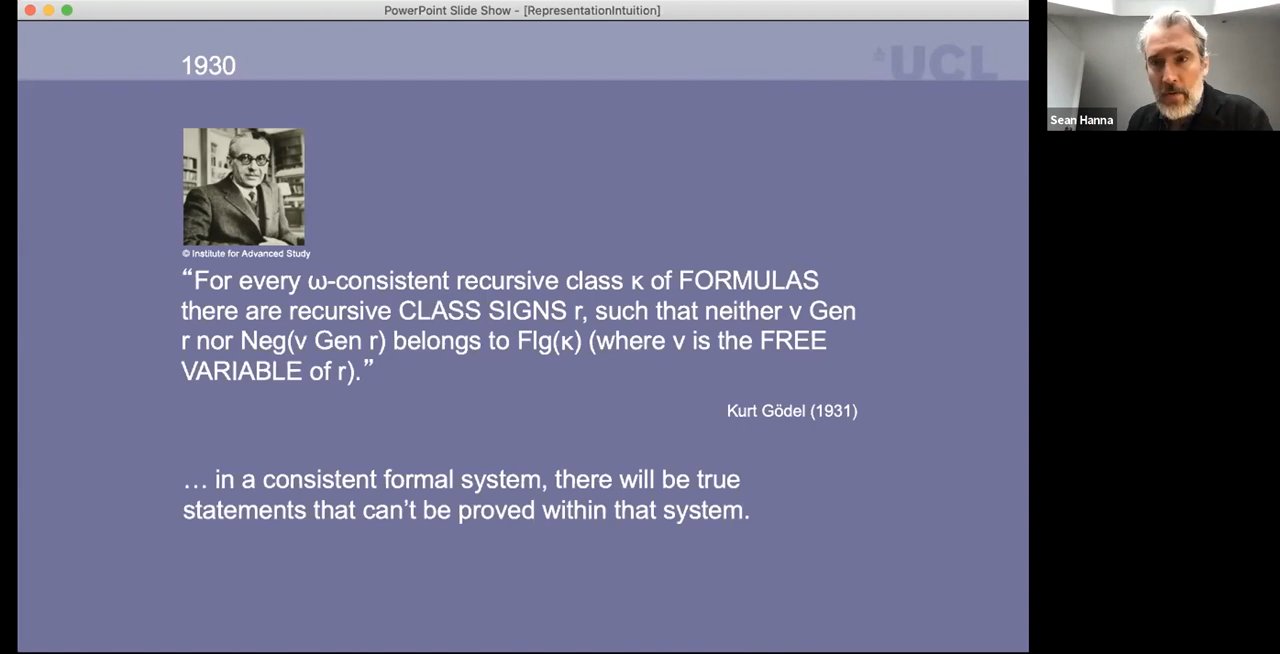 PowerPoint Slide Show - [RepresentationIntuition]
1930
UCL
Sean Hanna
© Institute for Advanced Study
“For every ω-consistent recursive class κ of FORMULAS
there are recursive CLASS SIGNS r, such that neither v Gen
r nor Neg(v Gen r) belongs to Flg(κ) (where v is the FREE
VARIABLE of r).”
Kurt Gödel (1931)
… in a consistent formal system, there will be true
statements that can’t be proved within that system.